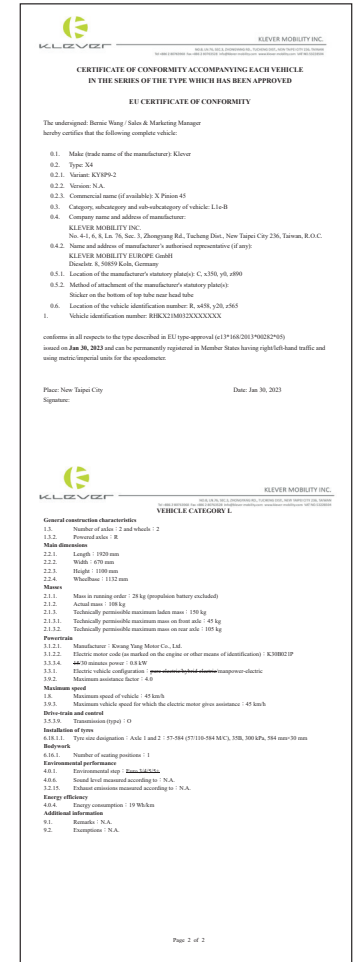 KLEVER
KLEVER MOBILITY INC.
CERTIFICATE OF CONFORMITY ACCOMPANYING EACH VEHICLE
IN THE SERIES OF THE TYPE WHICH HAS BEEN APPROVED
EU CERTIFICATE OF CONFORMITY
The undersigned: Bernie Wang / Sales & Marketing Manager
hereby certifies that the following complete vehicle:
0.1. Make (trade name of the manufacturer): Klever
0.2. Type: X4
0.2.1. Variant: KY8P9-2
0.2.2. Version: N.A.
0.2.3. Commercial name (if available): X Pinion 45
0.3. Category, subcategory and sub-subcategory of vehicle: L1e-B
0.4. Company name and address of manufacturer:
KLEVER MOBILITY INC.
No. 4-1, 6, 8, Ln. 76, Sec. 3, Zhongyang Rd., Tucheng Dist., New Taipei City 236, Taiwan, R.O.C.
0.4.2. Name and address of manufacturer's authorised representative (if any):
KLEVER MOBILITY EUROPE GmbH
Dieselstr. 8, 50859 Koln, Germany
0.5.1. Location of the manufacturer's statutory plate(s): C, x350, y0, z890
0.5.2. Method of attachment of the manufacturer's statutory plate(s):
Sticker on the bottom of top tube near head tube
0.6. Location of the vehicle identification number: R, x458, y20, z565
1. Vehicle identification number: RHKX21M032XXXXXXX
conforms in all respects to the type described in EU type-approval (e13*168/2013*00282*05)
issued on Jan 30, 2023 and can be permanently registered in Member States having right/left-hand traffic and
using metric/imperial units for the speedometer.
Place: New Taipei City Date: Jan 30, 2023
Signature:
KLEVER
KLEVER MOBILITY INC.
VEHICLE CATEGORY L
General construction characteristics
1.3. Number of axles : 2 and wheels : 2
1.3.2. Powered axles : R
Main dimensions
2.2.1. Length : 1920 mm
2.2.2. Width : 670 mm
2.2.3. Height : 1100 mm
2.2.4. Wheelbase : 1132 mm
Masses
2.1.1. Mass in running order : 28 kg (propulsion battery excluded)
2.1.2. Actual mass : 108 kg
2.1.3. Technically permissible maximum laden mass : 150 kg
2.1.3.1. Technically permissible maximum mass on front axle : 45 kg
2.1.3.2. Technically permissible maximum mass on rear axle : 105 kg
Powertrain
3.1.2.1. Manufacturer : Kwang Yang Motor Co., Ltd.
3.1.2.2. Electric motor code (as marked on the engine or other means of identification) : K30B02 IP
3.3.3.4. 15/30 minutes power : 0.8 kW
3.3.1. Electric vehicle configuration : pure electric/hybrid electric/manpower-electric
3.9.2. Maximum assistance factor : 4.0
Maximum speed
1.8. Maximum speed of vehicle : 45 km/h
3.9.3. Maximum vehicle speed for which the electric motor gives assistance : 45 km/h
Drive-train and control
3.5.3.9. Transmission (type) : O
Installation of tyres
6.18.1.1. Tyre size designation : Axle 1 and 2 : 57-584 (57/110-584 M/C), 35B, 300 kPa, 584 mm×30 mm
Bodywork
6.16.1. Number of seating positions : 1
Environmental performance
4.0.1. Environmental step : Euro 3/4/5/5+
4.0.6. Sound level measured according to : N.A.
3.2.15. Exhaust emissions measured according to : N.A.
Energy efficiency
4.0.4. Energy consumption : 19 Wh/km
Additional information
9.1. Remarks : N.A.
9.2. Exemptions : N.A.
Page 2 of 2